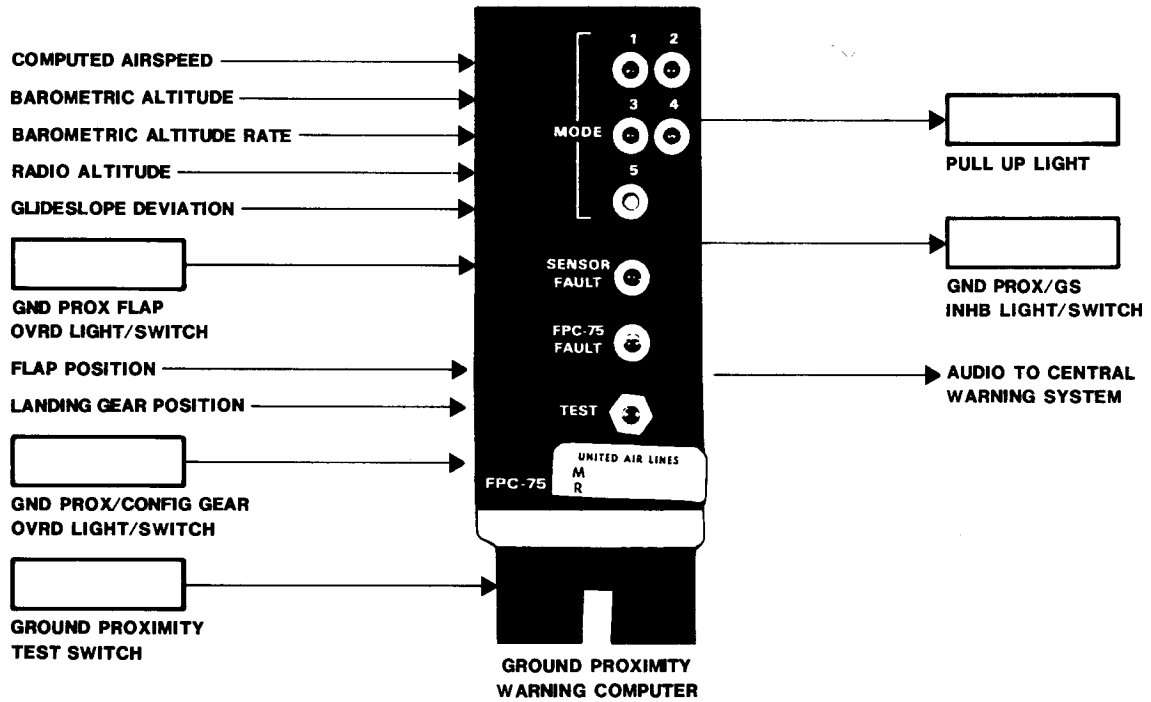 COMPUTED AIRSPEED
BAROMETRIC ALTITUDE
BAROMETRIC ALTITUDE RATE
RADIO ALTITUDE
GLIDESLOPE DEVIATION
GND PROX FLAP
OVRD LIGHT/SWITCH
FLAP POSITION
LANDING GEAR POSITION
GND PROX/CONFIG GEAR
OVRD LIGHT/SWITCH
GROUND PROXIMITY
TEST SWITCH
1 2
3 4
MODE
5
SENSOR
FAULT
FPC-75
FAULT
TEST
UNITED AIR LINES
M
R
FPC-75
GROUND PROXIMITY
WARNING COMPUTER
PULL UP LIGHT
GND PROX/GS
INHB LIGHT/SWITCH
AUDIO TO CENTRAL
WARNING SYSTEM